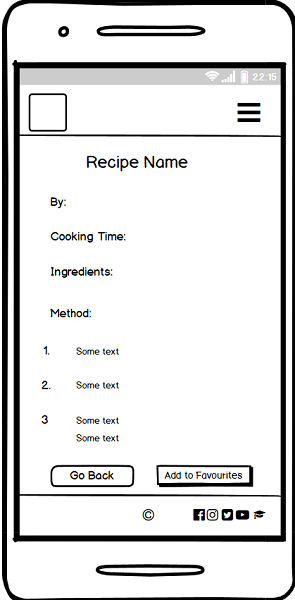 22:15
Recipe Name
By:
Cooking Time:
Ingredients:
Method:
1. Some text
2. Some text
3 Some text
Some text
Go Back Add to Favourites
©